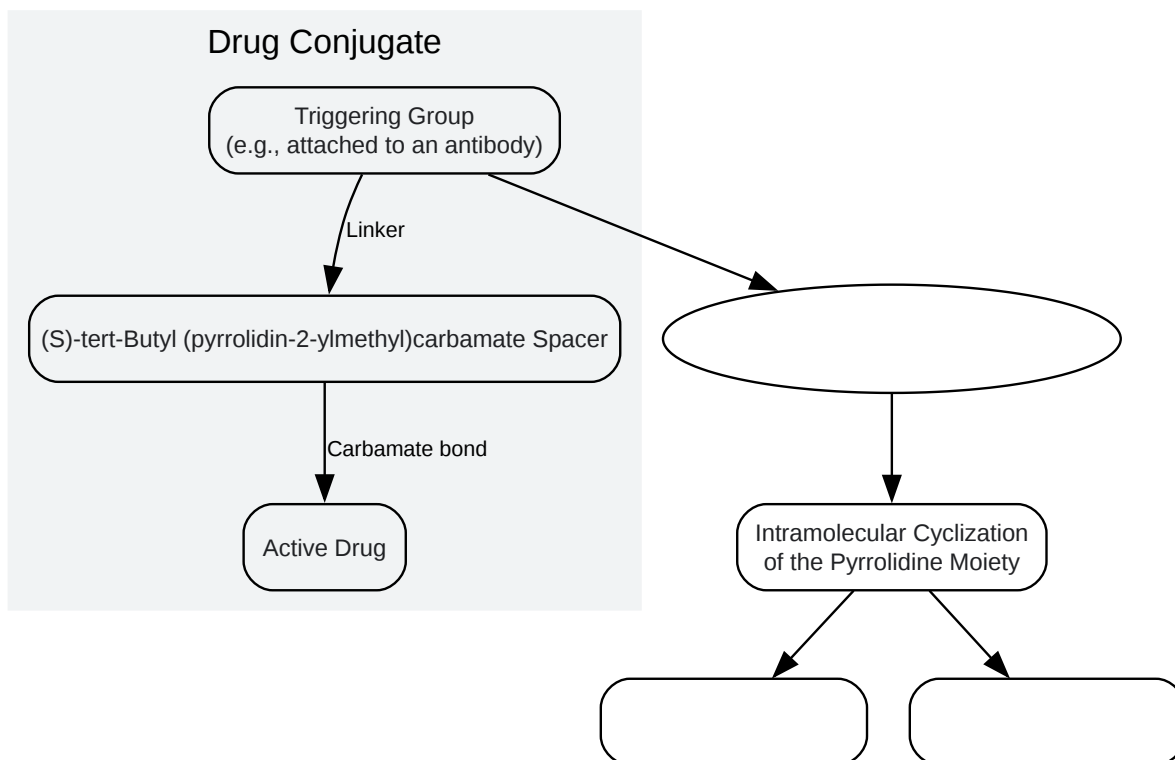 Drug Conjugate
Triggering Group
(e.g., attached to an antibody)
Linker
(S)-tert-Butyl (pyrrolidin-2-ylmethyl)carbamate Spacer
Carbamate bond
Active Drug
Intramolecular Cyclization
of the Pyrrolidine Moiety